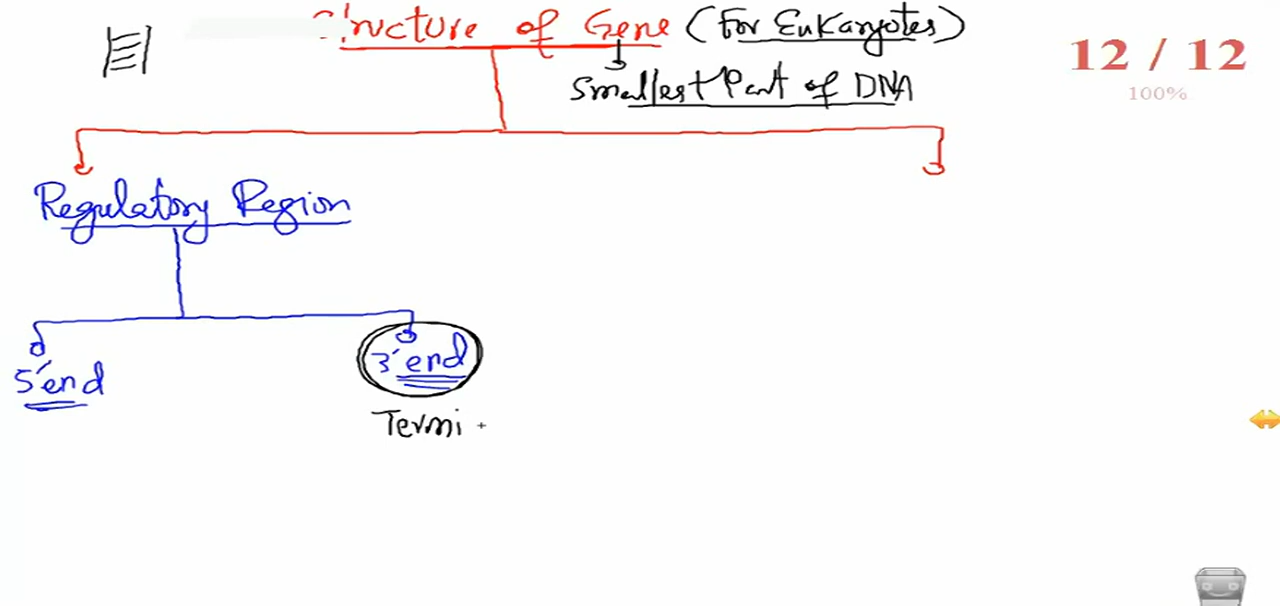 Structure of Gene (For Eukaryotes)
Smallest Part of DNA
12 / 12
100%
Regulatory Region
5' end
3' end
Termi